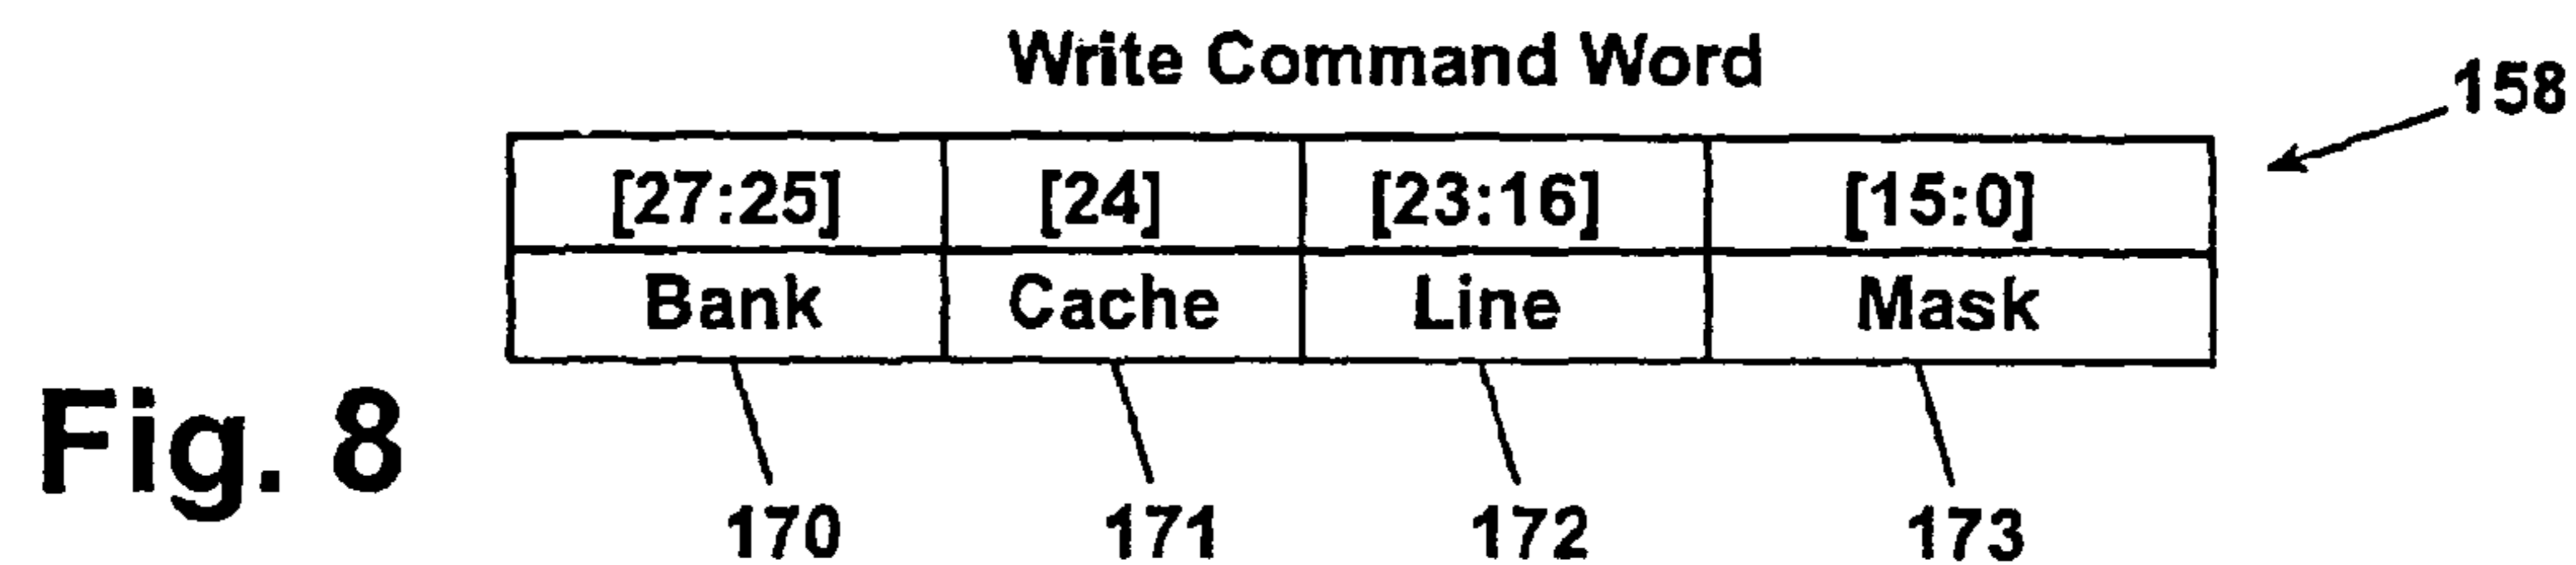 Write Command Word
158
[27:25] [24] [23:16] [15:0]
Bank Cache Line Mask
Fig. 8
170 171 172 173